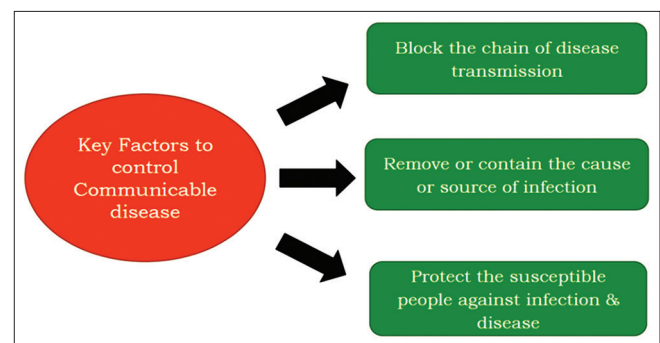 Key Factors to
control
Communicable
disease
Block the chain of disease
transmission
Remove or contain the cause
or source of infection
Protect the susceptible
people against infection &
disease